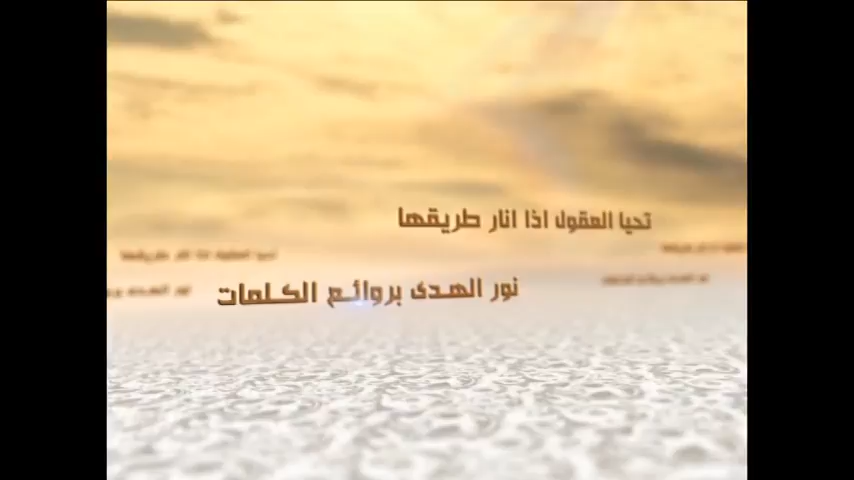 تحيا العقول اذا انار طريقها
نور الهدى بروائع الكلمات